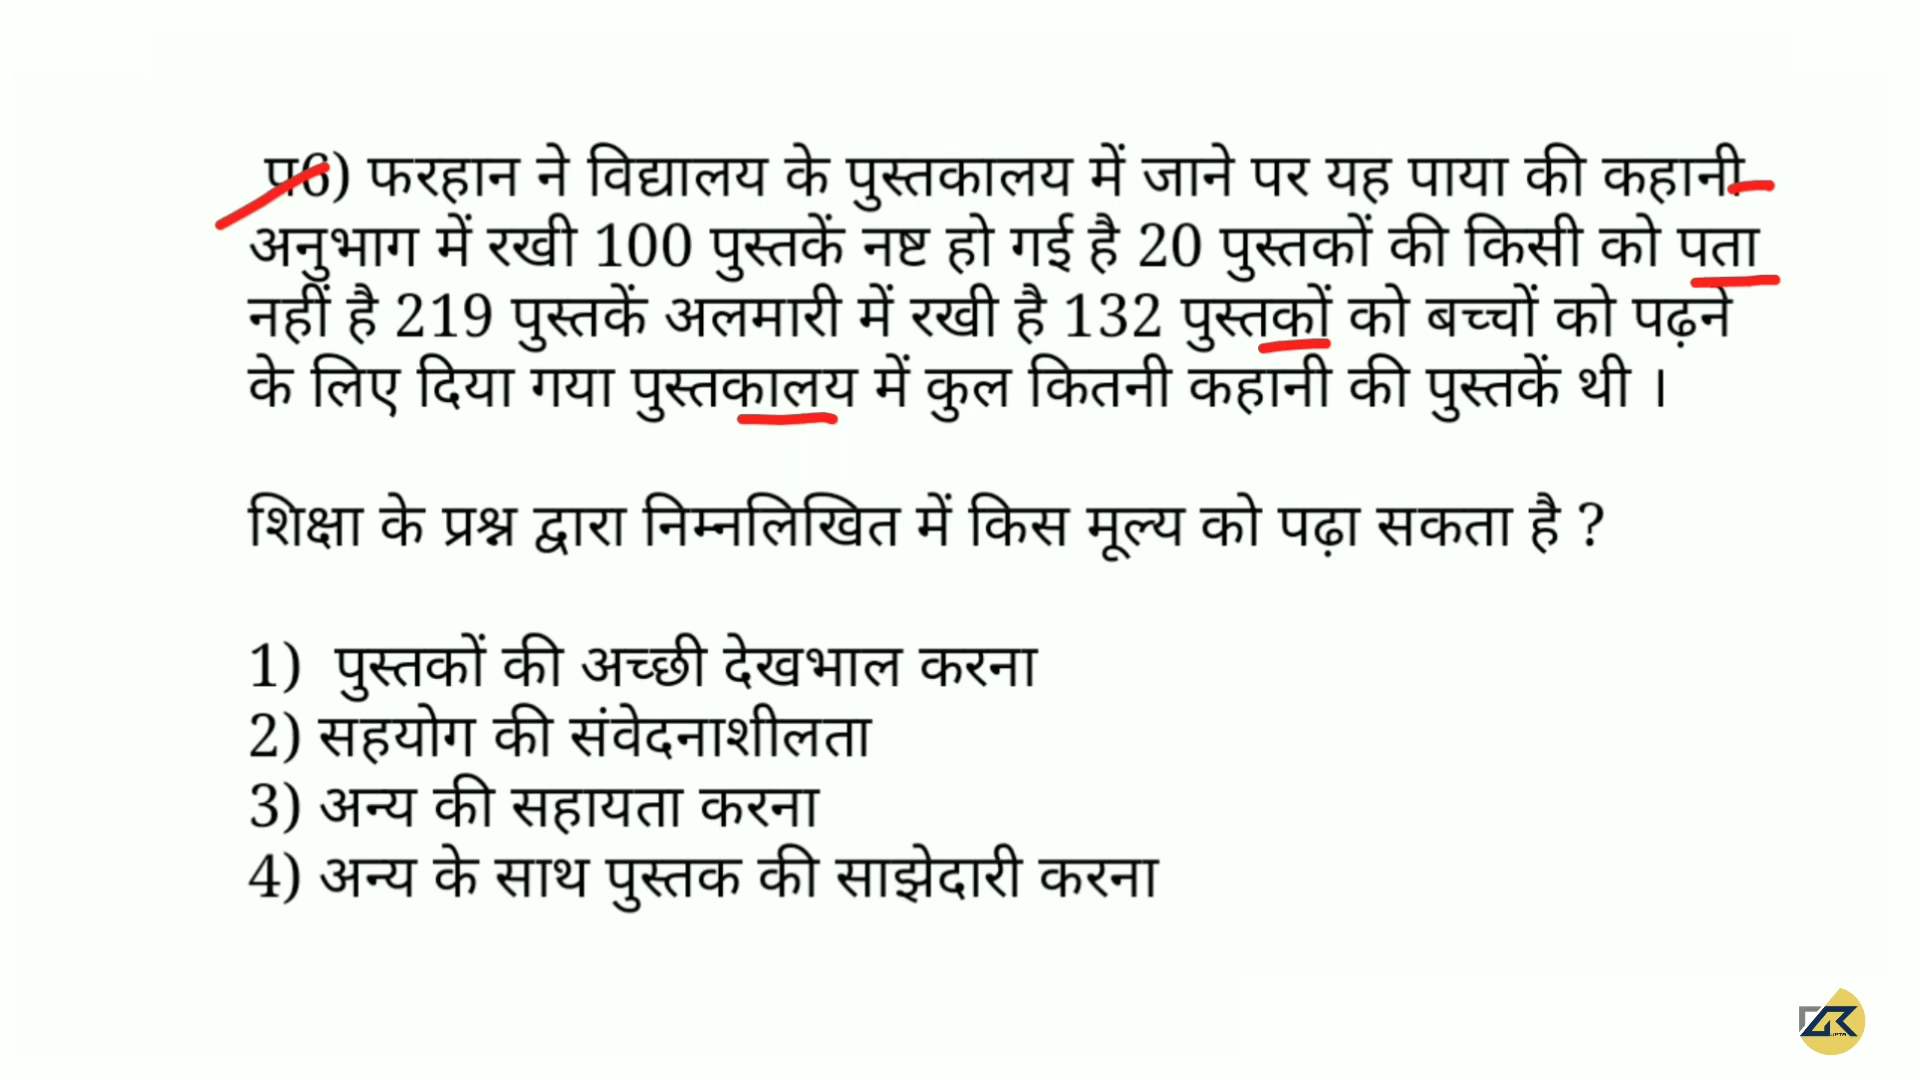 प6) फरहान ने विद्यालय के पुस्तकालय में जाने पर यह पाया की कहानी
अनुभाग में रखी 100 पुस्तकें नष्ट हो गई है 20 पुस्तकों की किसी को पता
नहीं है 219 पुस्तकें अलमारी में रखी है 132 पुस्तकों को बच्चों को पढ़ने
के लिए दिया गया पुस्तकालय में कुल कितनी कहानी की पुस्तकें थी ।
शिक्षा के प्रश्न द्वारा निम्नलिखित में किस मूल्य को पढ़ा सकता है ?
1) पुस्तकों की अच्छी देखभाल करना
2) सहयोग की संवेदनाशीलता
3) अन्य की सहायता करना
4) अन्य के साथ पुस्तक की साझेदारी करना